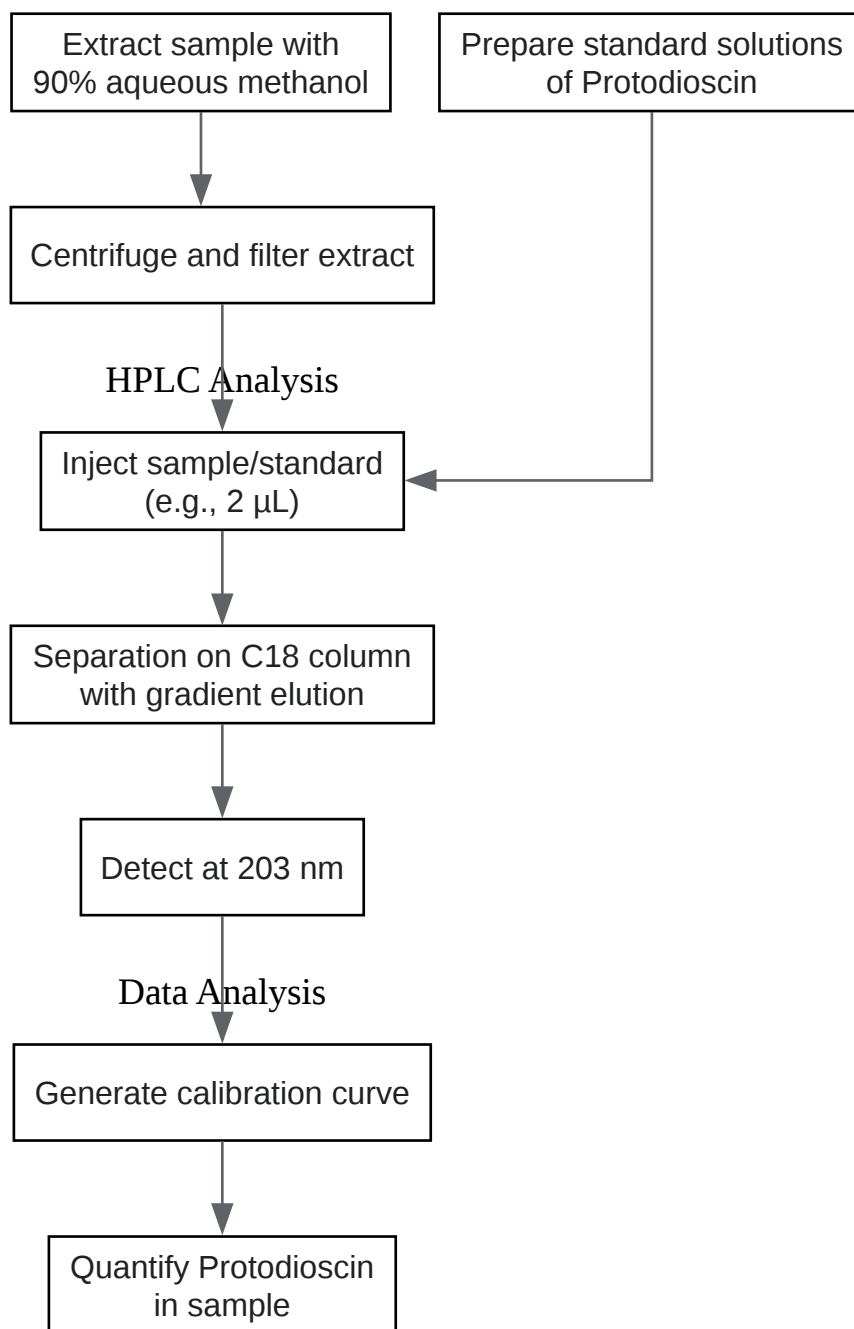 Extract sample with
90% aqueous methanol
Prepare standard solutions
of Protodioscin
Centrifuge and filter extract
HPLC Analysis
Inject sample/standard
(e.g., 2 µL)
Separation on C18 column
with gradient elution
Detect at 203 nm
Data Analysis
Generate calibration curve
Quantify Protodioscin
in sample